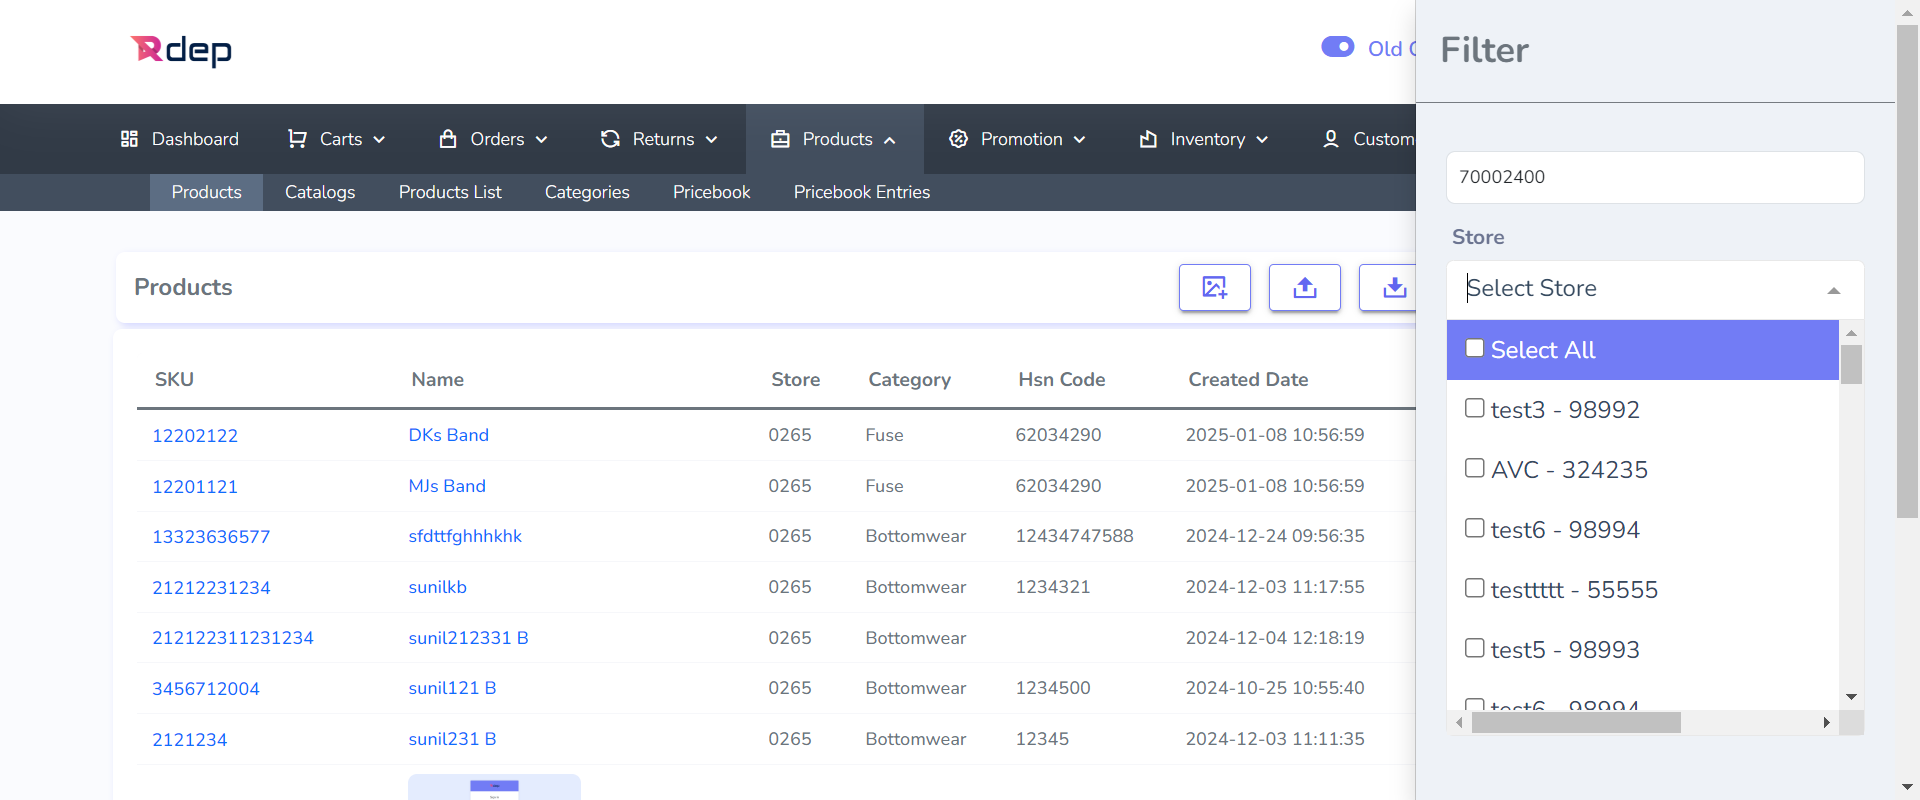 Rdep
Old
Filter
Dashboard Carts Orders Returns Products Promotion Inventory Custom
Products Catalogs Products List Categories Pricebook Pricebook Entries
70002400
Store
Select Store
Products
Select All
test3 - 98992
AVC - 324235
test6 - 98994
testtttt - 55555
test5 - 98993
test6 - 98994
SKU Name Store Category Hsn Code Created Date
12202122 DKs Band 0265 Fuse 62034290 2025-01-08 10:56:59
12201121 MJs Band 0265 Fuse 62034290 2025-01-08 10:56:59
13323636577 sfdttfghhhkhk 0265 Bottomwear 12434747588 2024-12-24 09:56:35
21212231234 sunilkb 0265 Bottomwear 1234321 2024-12-03 11:17:55
212122311231234 sunil212331 B 0265 Bottomwear 2024-12-04 12:18:19
3456712004 sunil121 B 0265 Bottomwear 1234500 2024-10-25 10:55:40
2121234 sunil231 B 0265 Bottomwear 12345 2024-12-03 11:11:35